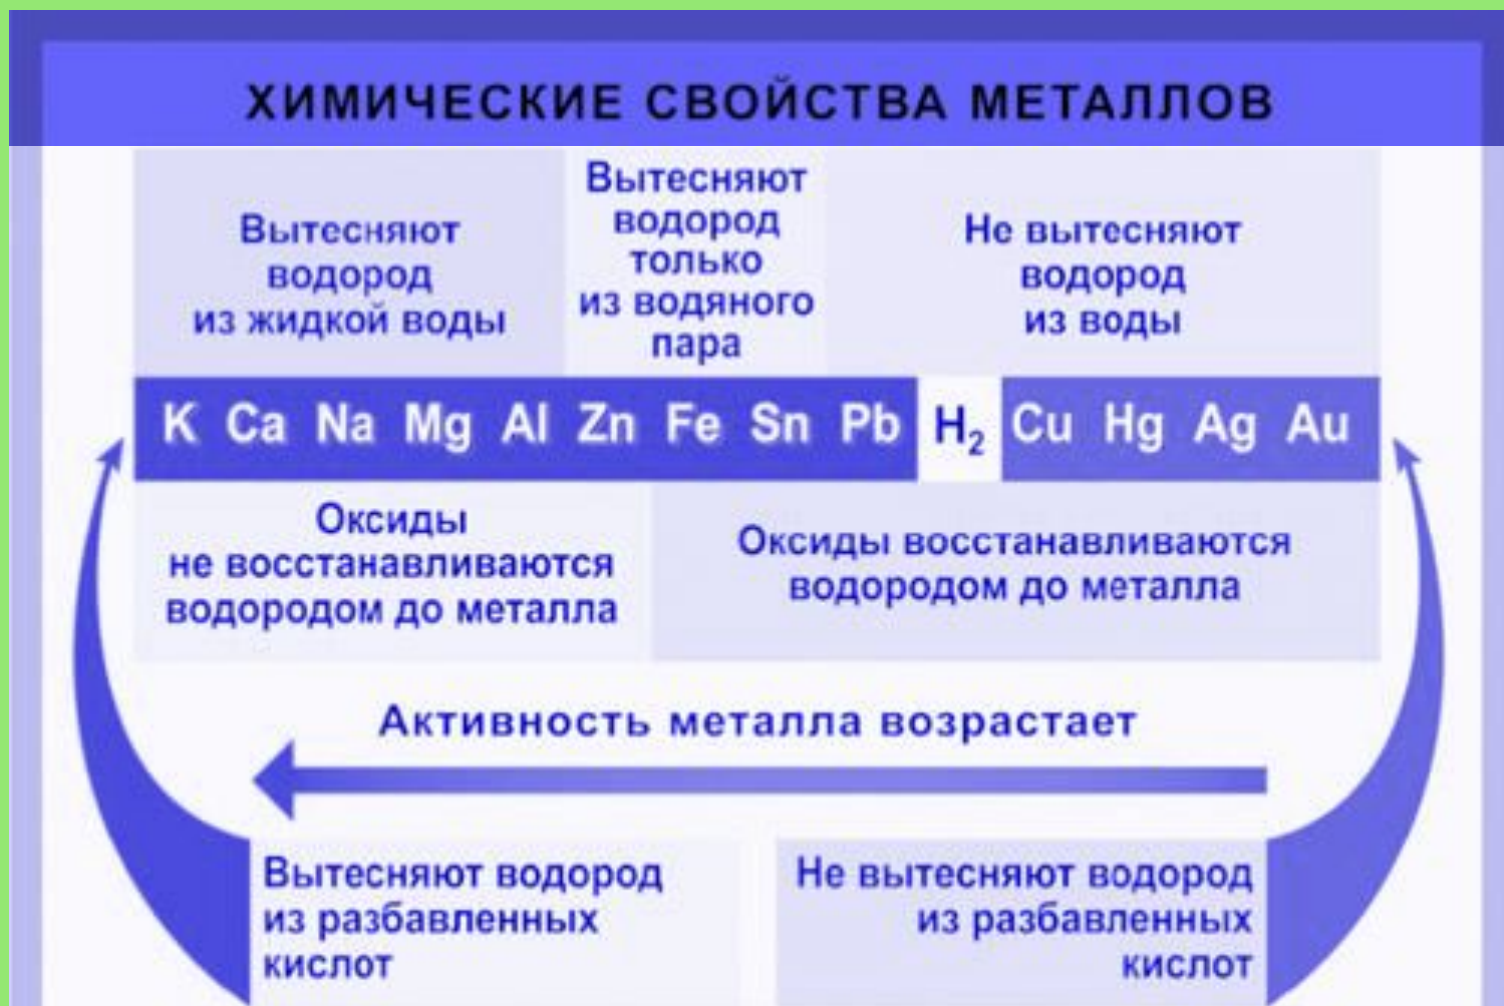 ХИМИЧЕСКИЕ СВОЙСТВА МЕТАЛЛОВ
Вытесняют
водород
из жидкой воды
Вытесняют
водород
только
из водяного
пара
Не вытесняют
водород
из воды
K Ca Na Mg Al Zn Fe Sn Pb H₂ Cu Hg Ag Au
Оксиды
не восстанавливаются
водородом до металла
Оксиды восстанавливаются
водородом до металла
Активность металла возрастает
Вытесняют водород
из разбавленных
кислот
Не вытесняют водород
из разбавленных
кислот